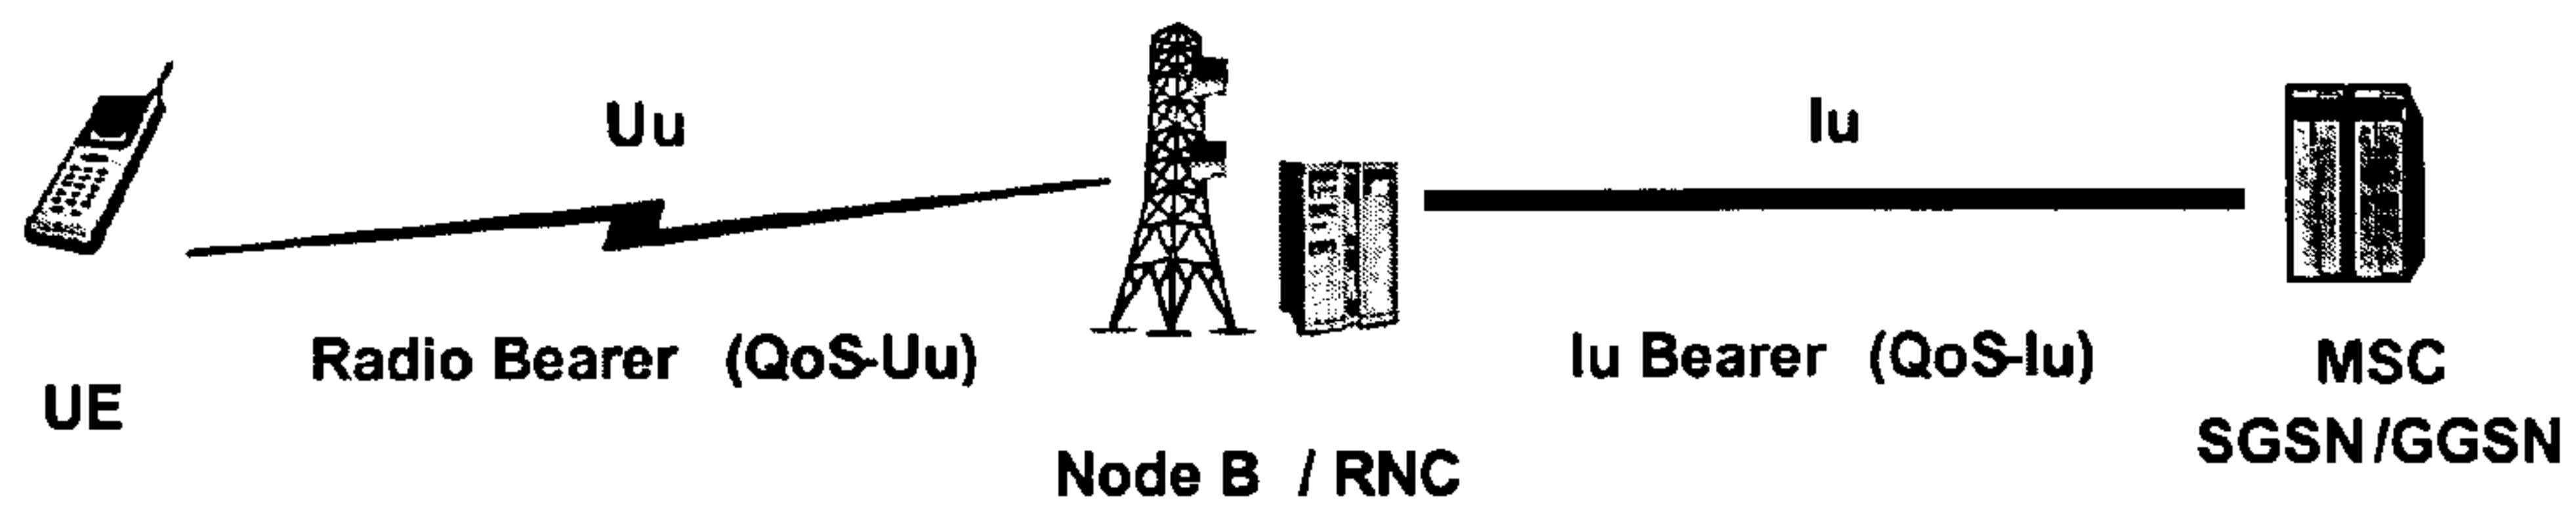 Uu
Iu
Radio Bearer (QoS-Uu)
Iu Bearer (QoS-Iu)
UE
MSC
SGSN/GGSN
Node B / RNC